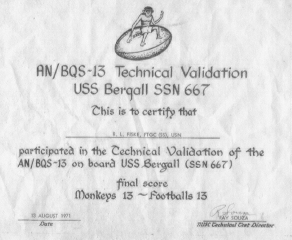 AN/BQS-13 Technical Validation
USS Bergall SSN 667
This is to certify that
participated in the Technical Validation of the
AN/BQS-13 on board USS Bergall (SSN 667)
final score
Monkeys 13 ~ Footballs 13
AUGUST 1971
Date
RAY SOUZA
Technical Test Director